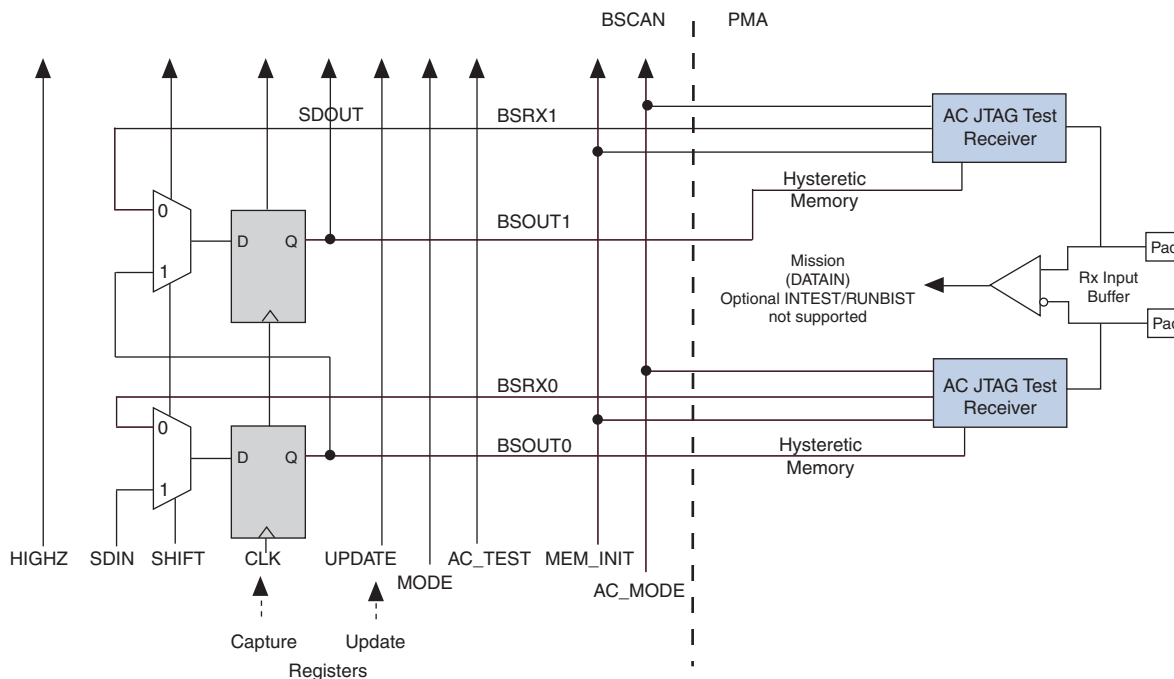 BSCAN
PMA
SDOUT
BSRX1
AC JTAG Test
Receiver
Hysteretic
Memory
0
1
D
Q
BSOUT1
Mission
(DATAIN)
Optional INTEST/RUNBIST
not supported
Rx Input
Buffer
Pad
Pad
BSRX0
AC JTAG Test
Receiver
0
1
D
Q
BSOUT0
Hysteretic
Memory
HIGHZ
SDIN
SHIFT
CLK
UPDATE
MODE
AC_TEST
MEM_INIT
AC_MODE
Capture
Update
Registers